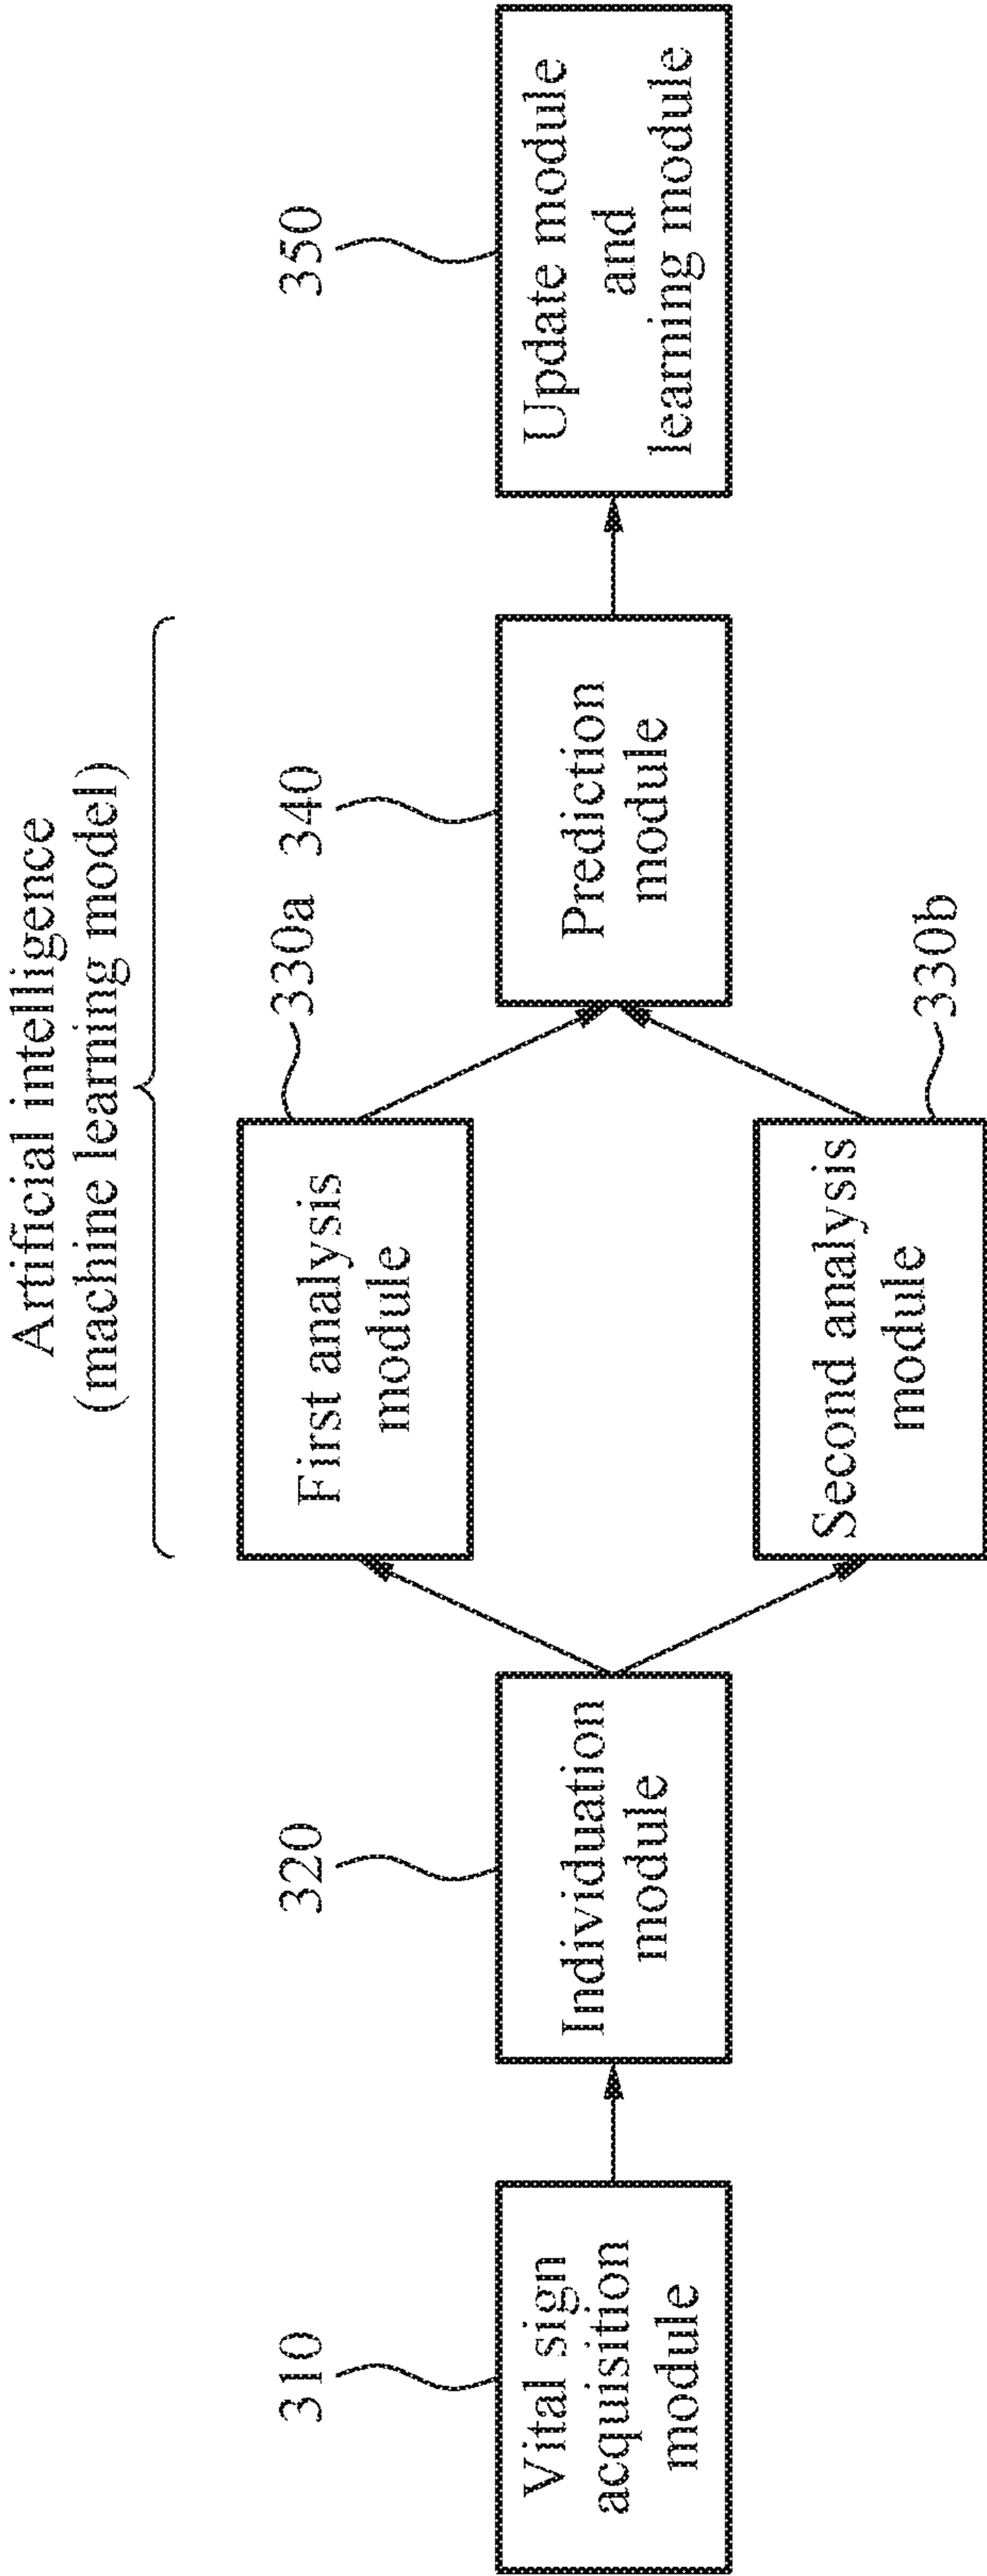 Artificial intelligence
(machine learning model)
310
Vital sign
acquisition
module
320
Individuation
module
330a
First analysis
module
330b
Second analysis
module
340
Prediction
module
350
Update module
and
learning module